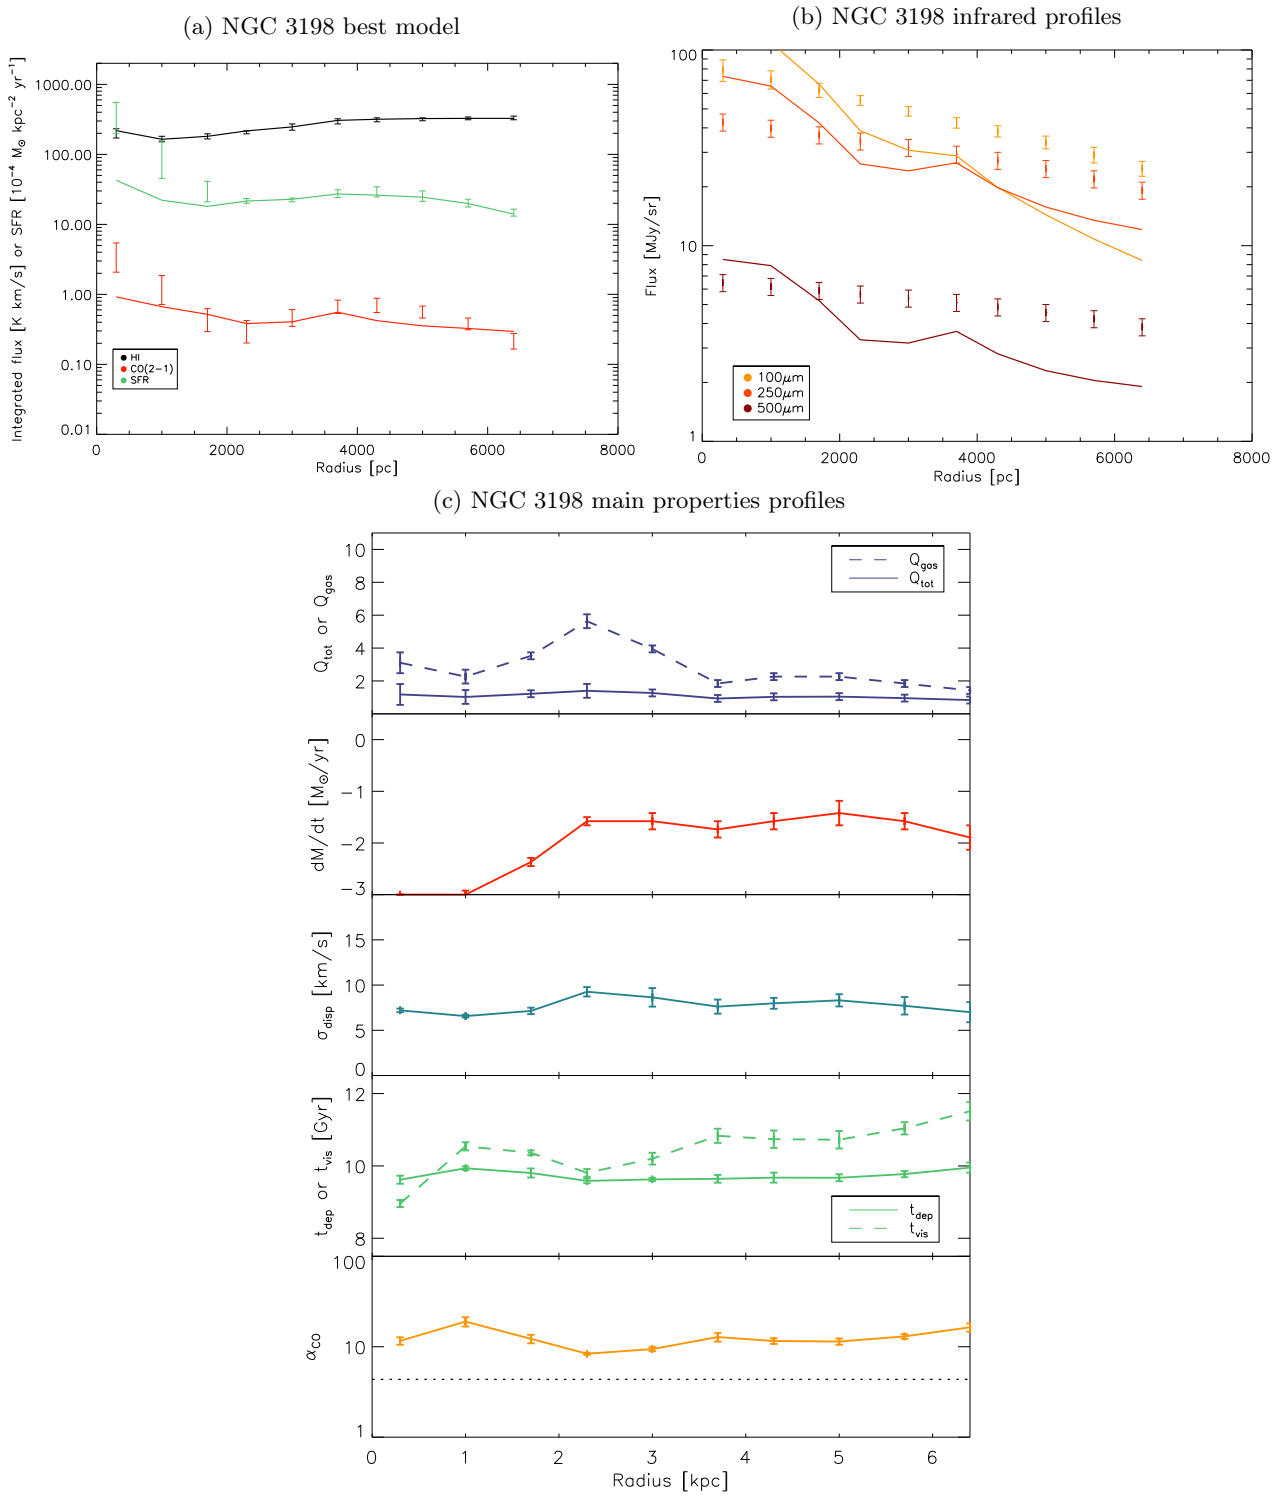 (a) NGC 3198 best model
Integrated flux [K km/s] or SFR [10⁻⁴ M⊙ kpc⁻² yr⁻¹]
1000.00
100.00
10.00
1.00
0.10
0.01
HI
CO(2−1)
SFR
0 2000 4000 6000 8000
Radius [pc]
(b) NGC 3198 infrared profiles
Flux [MJy/sr]
100
10
1
100μm
250μm
500μm
0 2000 4000 6000 8000
Radius [pc]
(c) NGC 3198 main properties profiles
Q_tot or Q_gas
10
8
6
4
2
Q_gas
Q_tot
dM/dt [M⊙/yr]
0
−1
−2
−3
σ_disp [km/s]
15
10
5
0
t_dep or t_vis [Gyr]
12
10
8
t_dep
t_vis
α_CO
100
10
1
0 1 2 3 4 5 6
Radius [kpc]